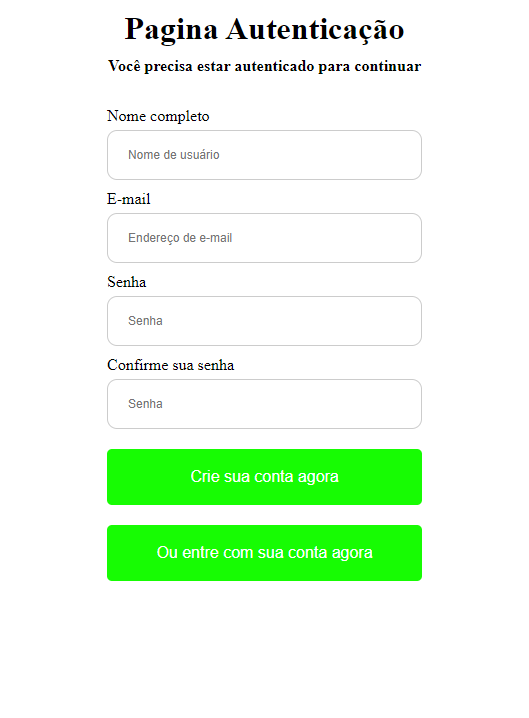 Pagina Autenticação
Você precisa estar autenticado para continuar
Nome completo
Nome de usuário
E-mail
Endereço de e-mail
Senha
Senha
Confirme sua senha
Senha
Crie sua conta agora
Ou entre com sua conta agora